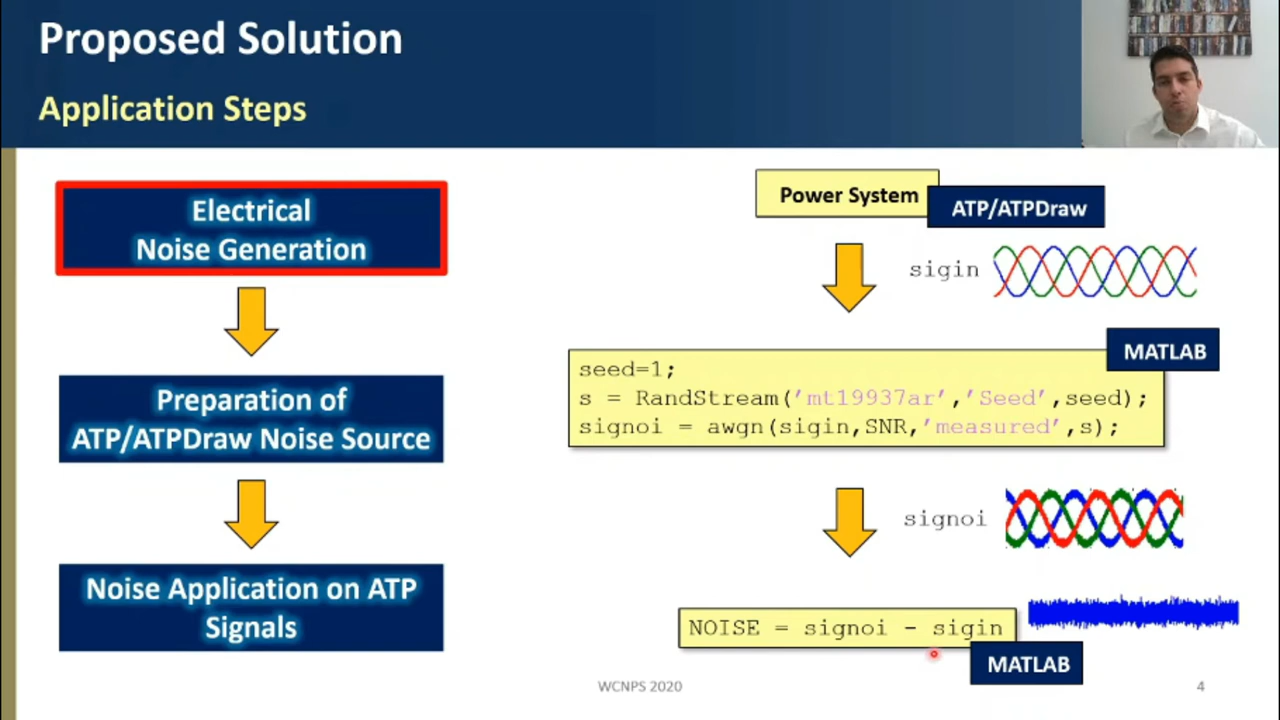 Proposed Solution
Application Steps
Electrical
Noise Generation
Preparation of
ATP/ATPDraw Noise Source
Noise Application on ATP
Signals
Power System
ATP/ATPDraw
sigin
MATLAB
seed=1;
s = RandStream('mt19937ar','Seed',seed);
signoi = awgn(sigin,SNR,'measured',s);
signoi
NOISE = signoi - sigin
MATLAB
WCNPS 2020
4